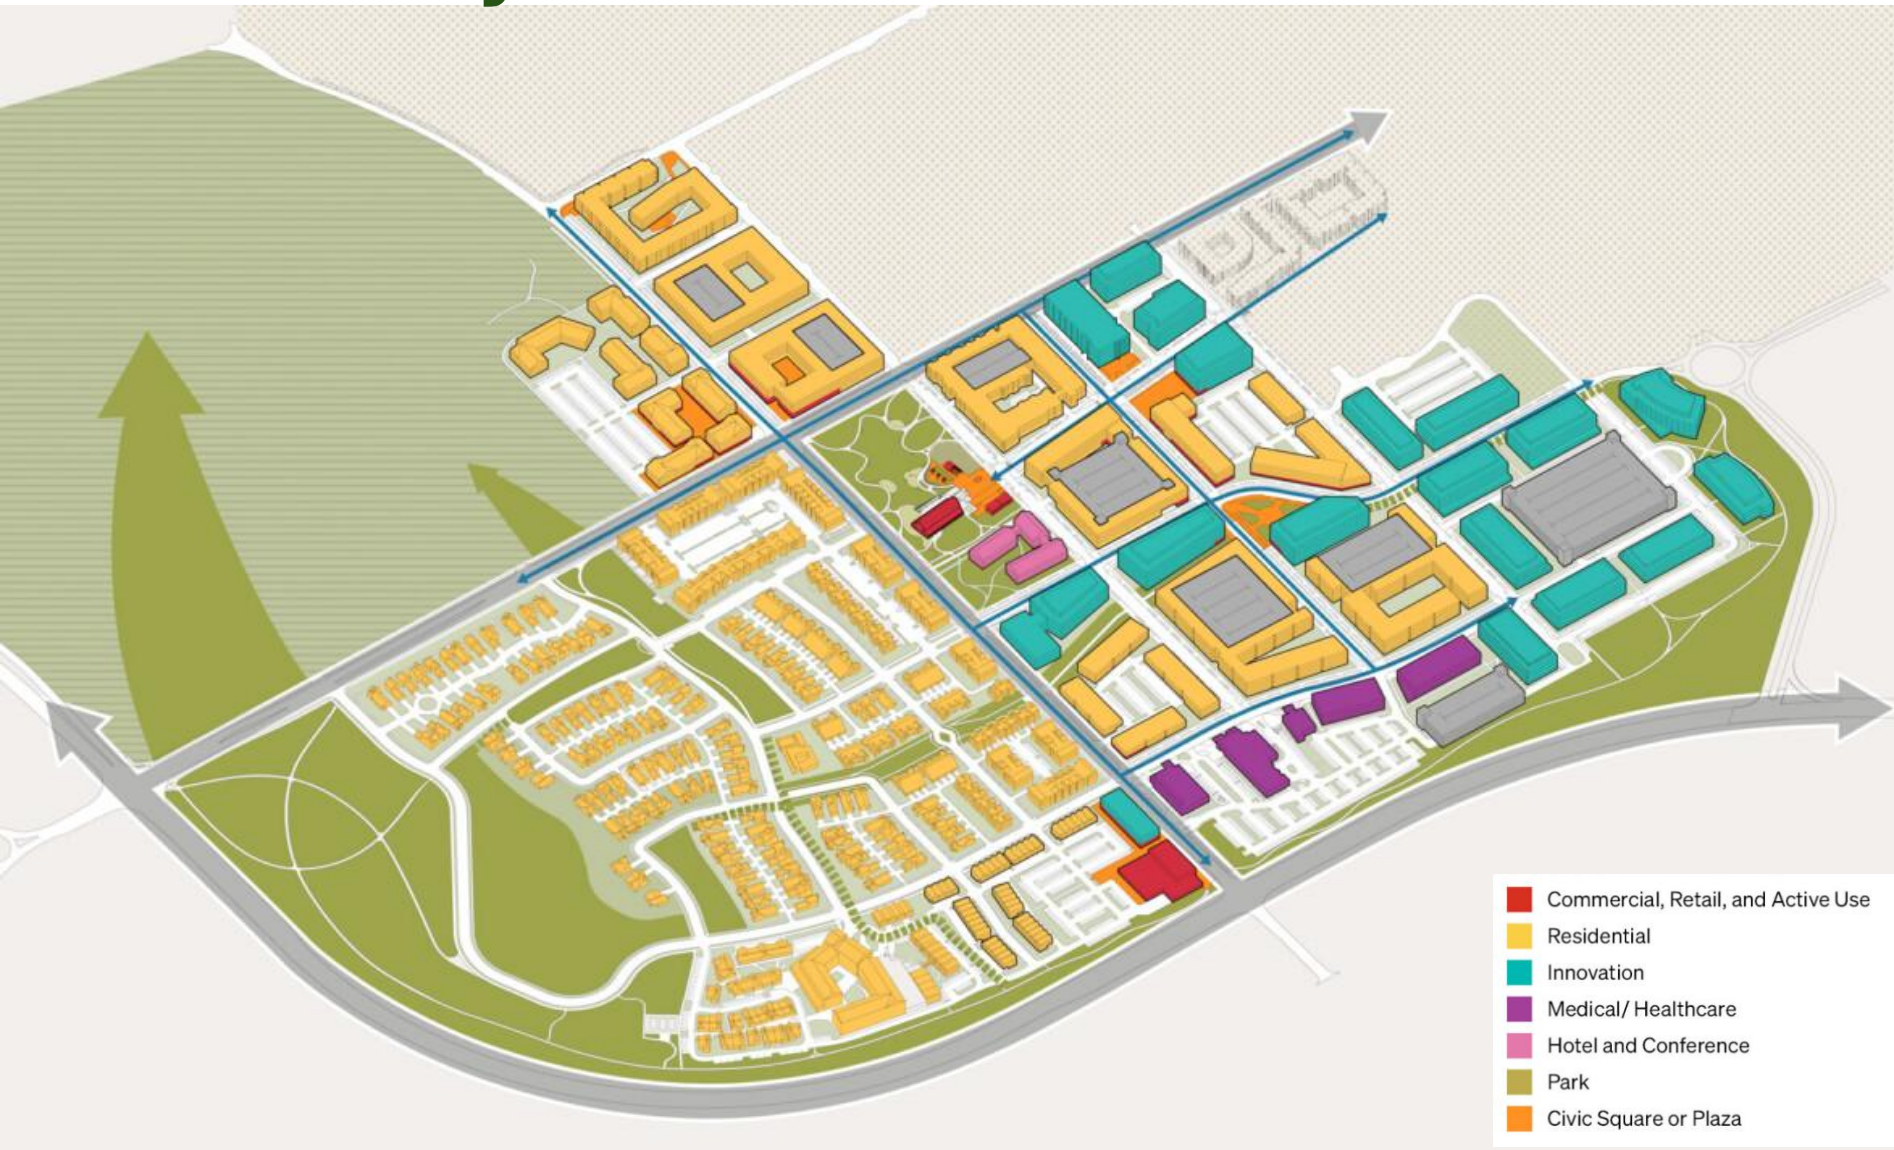 Commercial, Retail, and Active Use
Residential
Innovation
Medical/ Healthcare
Hotel and Conference
Park
Civic Square or Plaza